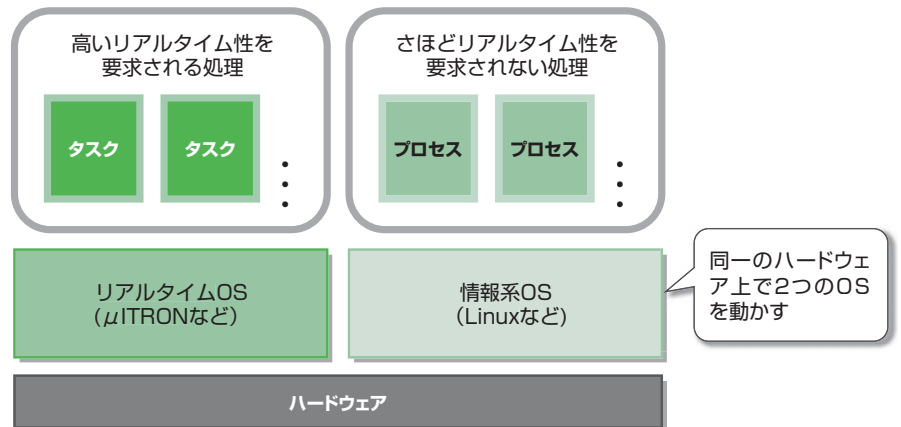 高いリアルタイム性を
要求される処理
さほどリアルタイム性を
要求されない処理
タスク
タスク
プロセス
プロセス
リアルタイムOS
(μITRONなど)
情報系OS
(Linuxなど)
同一のハードウェ
ア上で2つのOS
を動かす
ハードウェア